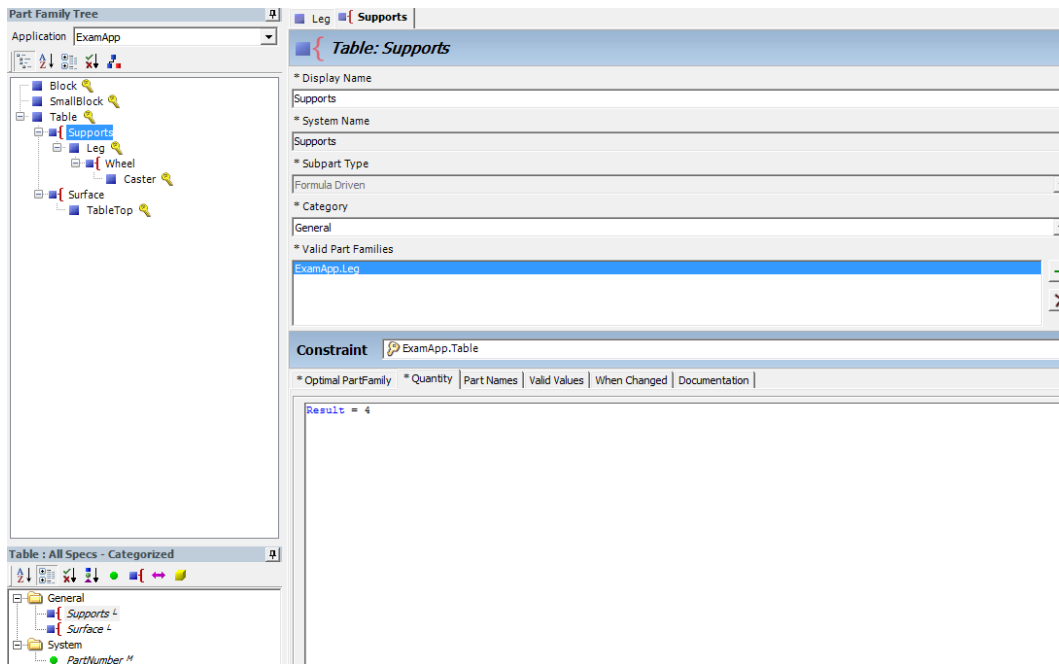 Part Family Tree
Application ExamApp
Block
SmallBlock
Table
Supports
Leg
Wheel
Caster
Surface
TableTop
Table : All Specs - Categorized
General
Supports L
Surface L
System
PartNumber M
Leg Supports
Table: Supports
* Display Name
Supports
* System Name
Supports
* Subpart Type
Formula Driven
* Category
General
* Valid Part Families
ExamApp.Leg
Constraint ExamApp.Table
* Optimal PartFamily * Quantity Part Names Valid Values When Changed Documentation
Result = 4